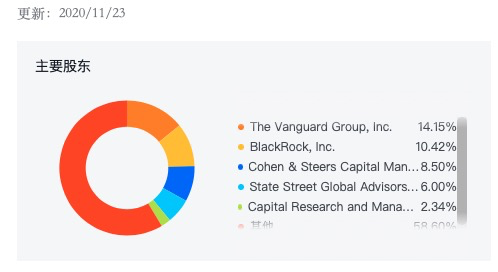 更新：2020/11/23
主要股东
The Vanguard Group, Inc. 14.15%
BlackRock, Inc. 10.42%
Cohen & Steers Capital Man... 8.50%
State Street Global Advisors... 6.00%
Capital Research and Mana... 2.34%
其他 58.60%